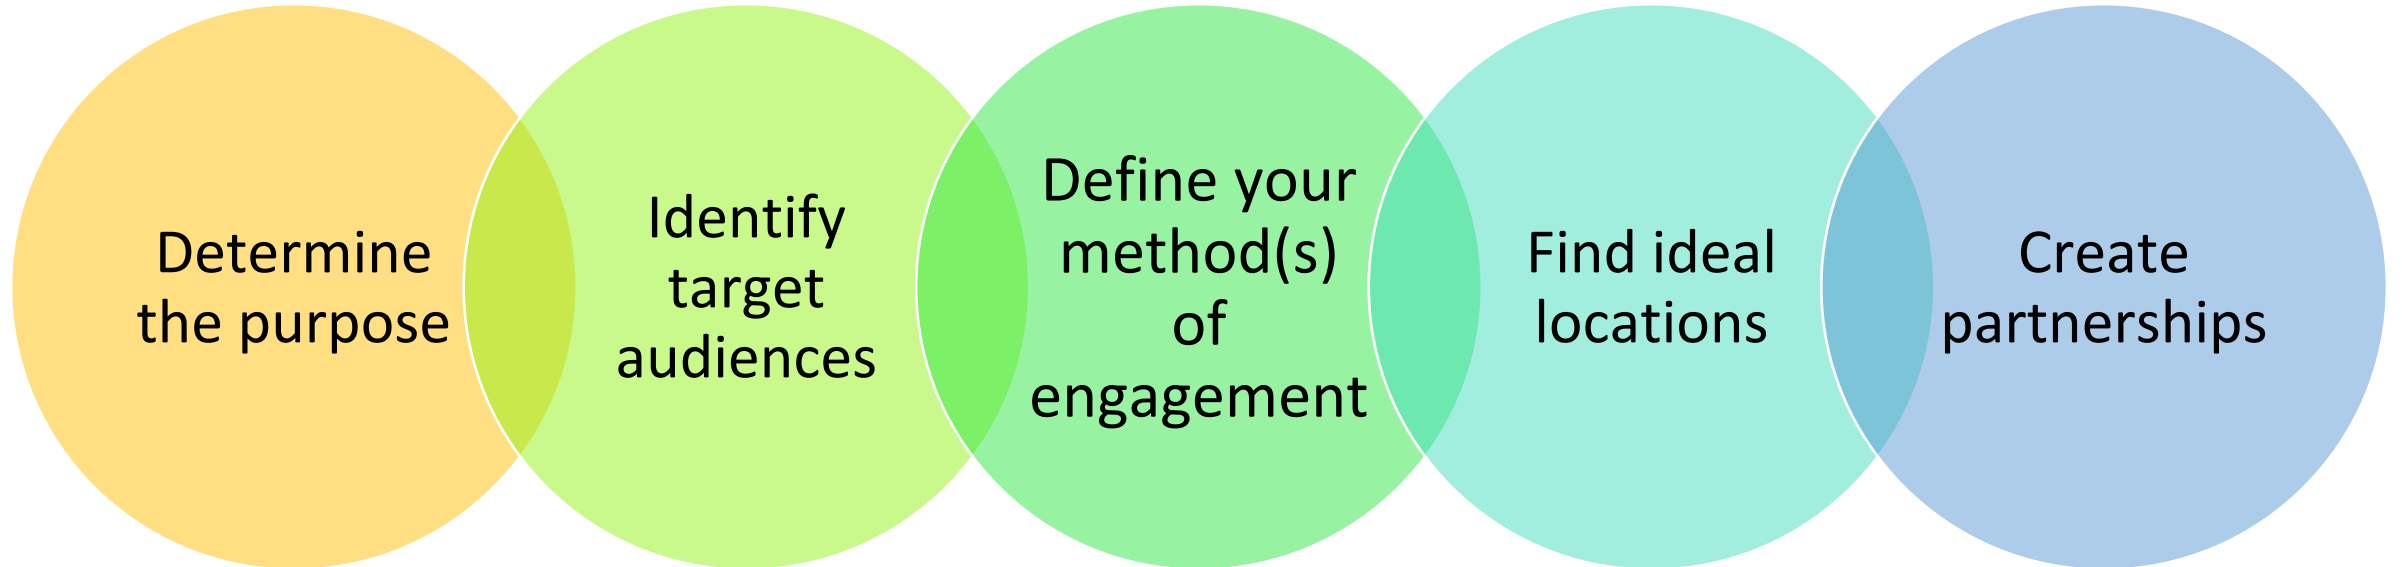 Determine
the purpose
Identify
target
audiences
Define your
method(s)
of
engagement
Find ideal
locations
Create
partnerships